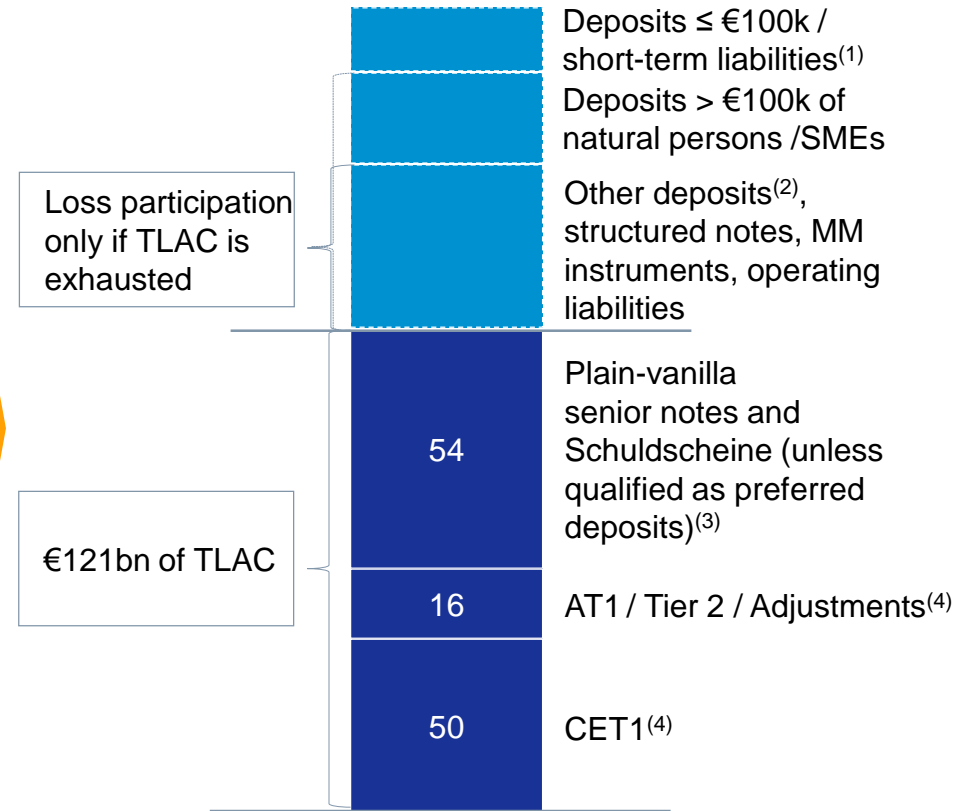 Deposits ≤ €100k /
short-term liabilities(1)
Deposits > €100k of
natural persons /SMEs
Loss participation
only if TLAC is
exhausted
Other deposits(2),
structured notes, MM
instruments, operating
liabilities
54
Plain-vanilla
senior notes and
Schuldscheine (unless
qualified as preferred
deposits)(3)
€121bn of TLAC
16
AT1 / Tier 2 / Adjustments(4)
50
CET1(4)